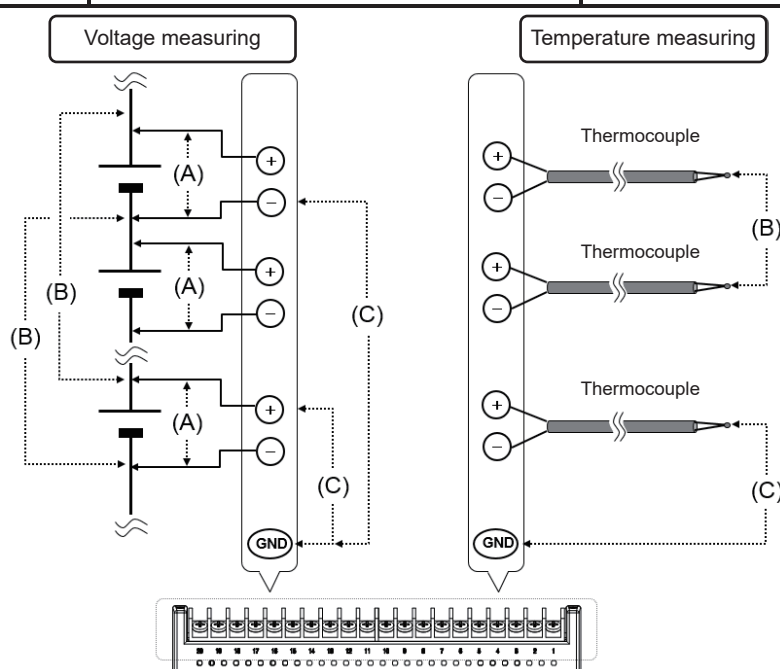 Voltage measuring
Temperature measuring
+
(A)
−
+
(A)
−
(B)
(B)
(C)
+
(A)
−
(C)
GND
Thermocouple
+
−
(B)
Thermocouple
+
−
Thermocouple
+
−
(C)
GND